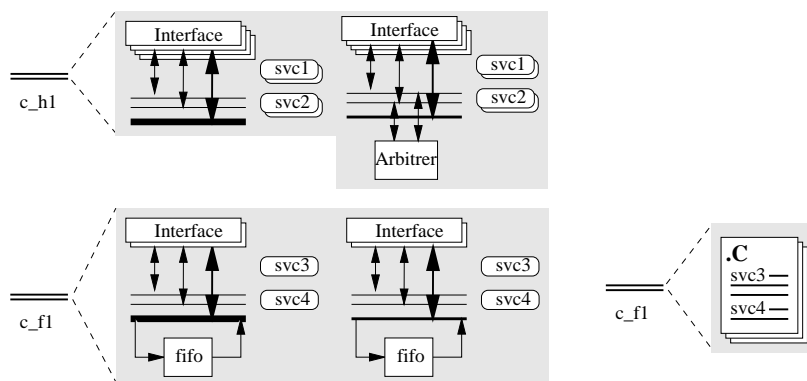 Interface
Interface
svc1
svc1
svc2
svc2
c_h1
Arbitrer
Interface
Interface
.C
svc3
svc3
svc3
svc4
svc4
svc4
c_f1
c_f1
fifo
fifo